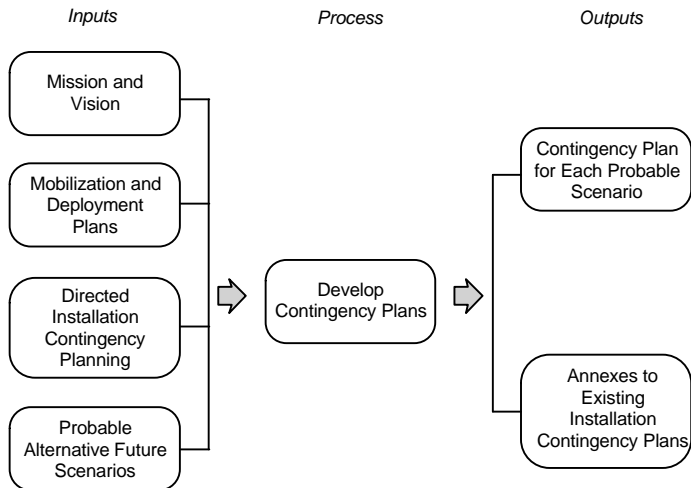 Inputs
Process
Outputs
Mission and
Vision
Mobilization and
Deployment
Plans
Directed
Installation
Contingency
Planning
Probable
Alternative Future
Scenarios
Develop
Contingency Plans
Contingency Plan
for Each Probable
Scenario
Annexes to
Existing
Installation
Contingency Plans